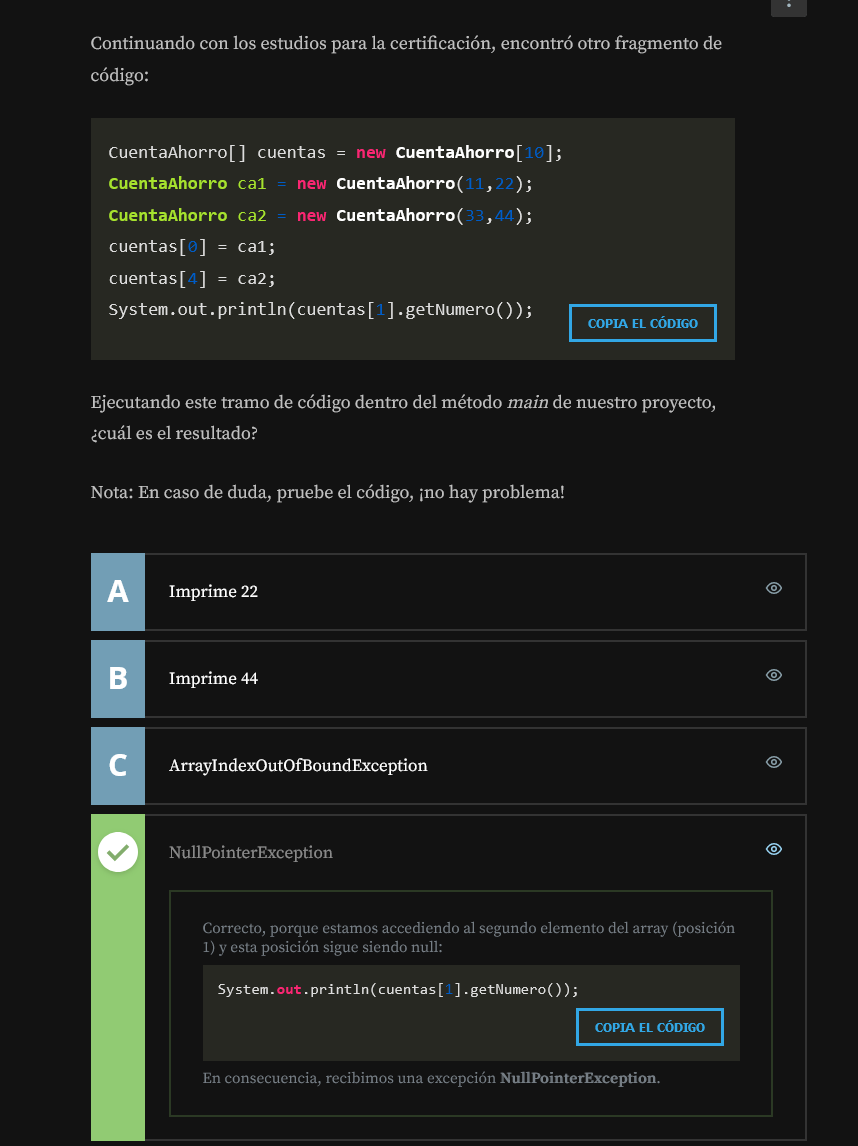 Continuando con los estudios para la certificación, encontró otro fragmento de
código:
CuentaAhorro[] cuentas = new CuentaAhorro[10];
CuentaAhorro ca1 = new CuentaAhorro(11,22);
CuentaAhorro ca2 = new CuentaAhorro(33,44);
cuentas[0] = ca1;
cuentas[4] = ca2;
System.out.println(cuentas[1].getNumero());
COPIA EL CÓDIGO
Ejecutando este tramo de código dentro del método main de nuestro proyecto,
¿cuál es el resultado?
Nota: En caso de duda, pruebe el código, ¡no hay problema!
A
Imprime 22
B
Imprime 44
C
ArrayIndexOutOfBoundException
NullPointerException
Correcto, porque estamos accediendo al segundo elemento del array (posición
1) y esta posición sigue siendo null:
System.out.println(cuentas[1].getNumero());
COPIA EL CÓDIGO
En consecuencia, recibimos una excepción NullPointerException.